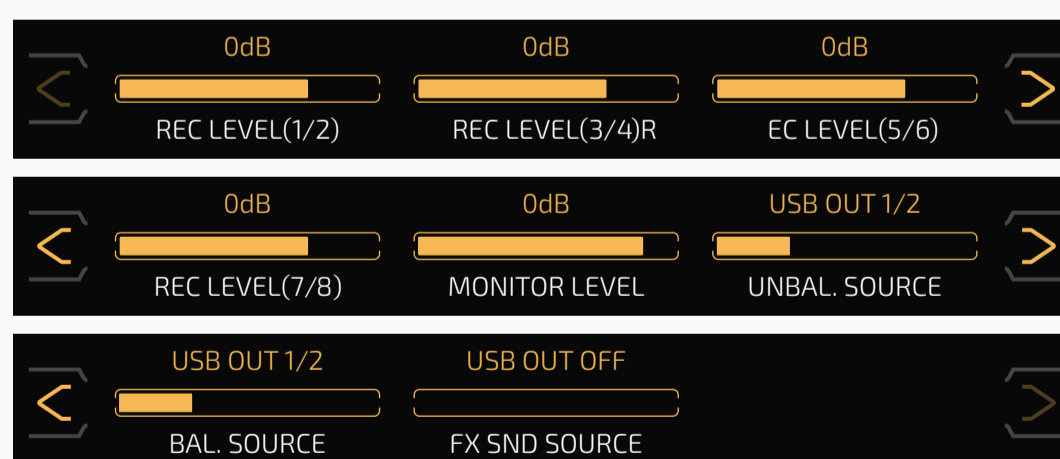 0dB 0dB 0dB
REC LEVEL(1/2) REC LEVEL(3/4)R EC LEVEL(5/6)
0dB 0dB USB OUT 1/2
REC LEVEL(7/8) MONITOR LEVEL UNBAL. SOURCE
USB OUT 1/2 USB OUT OFF
BAL. SOURCE FX SND SOURCE